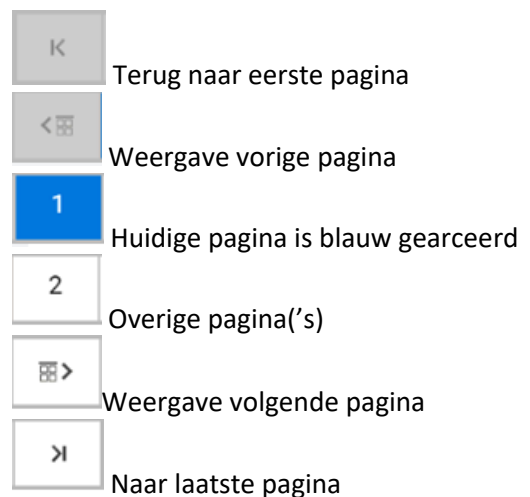 Terug naar eerste pagina
Weergave vorige pagina
1
Huidige pagina is blauw gearceerd
2
Overige pagina(’s)
Weergave volgende pagina
Naar laatste pagina